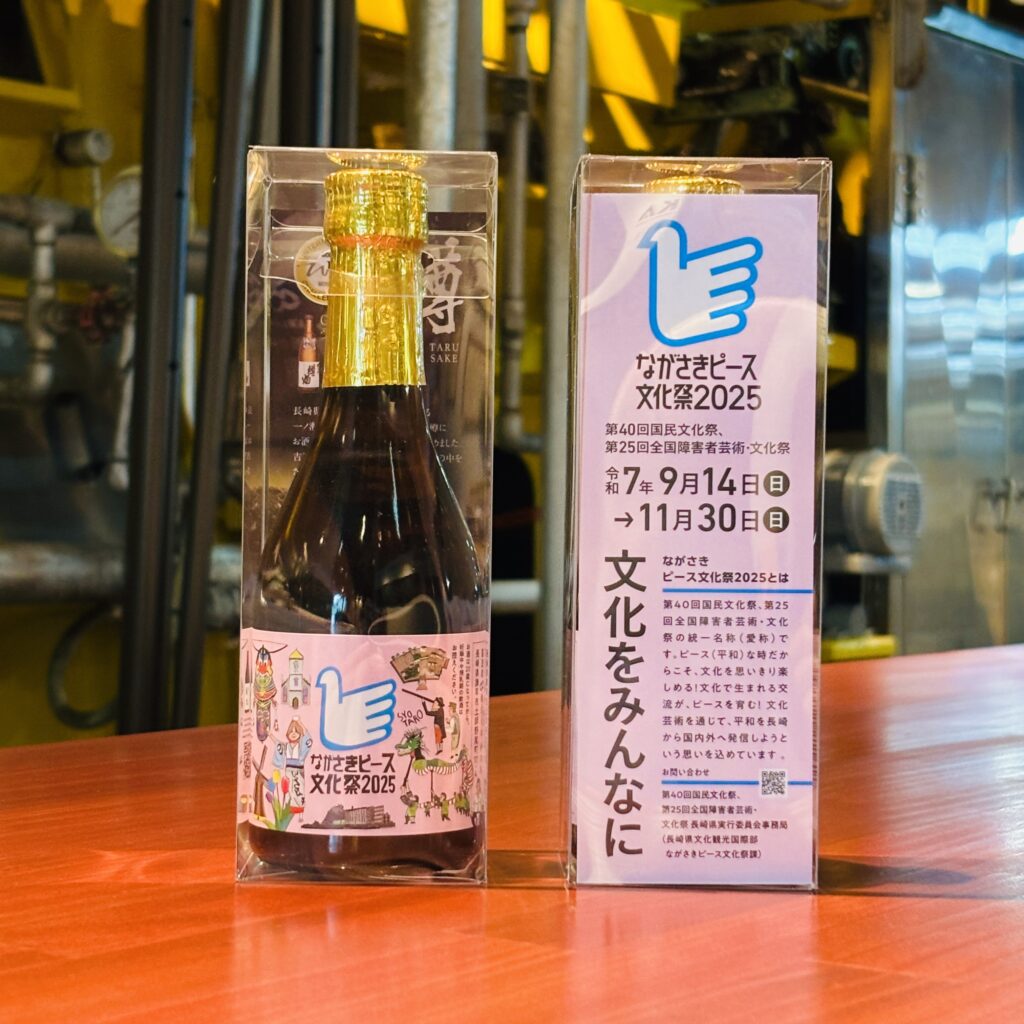 樽
TARU
SAKE
ながさきピース
文化祭2025
SYO
TARO
ながさきピース
文化祭2025
第40回国民文化祭、
第25回全国障害者芸術・文化祭
令和7年9月14日日
→11月30日日
文化をみんなに
ながさき
ピース文化祭2025とは
第40回国民文化祭、第25
回全国障害者芸術・文化
祭の統一名称(愛称)で
す。ピース(平和)な時だか
らこそ、文化を思いきり楽
しめる!文化で生まれる交
流が、ピースを育む!文化
芸術を通じて、平和を長崎
から国内外へ発信しようと
いう思いを込めています。
お問い合わせ
第40回国民文化祭、
第25回全国障害者芸術・
文化祭 長崎県実行委員会事務局
(長崎県文化観光国際部
ながさきピース文化祭課)